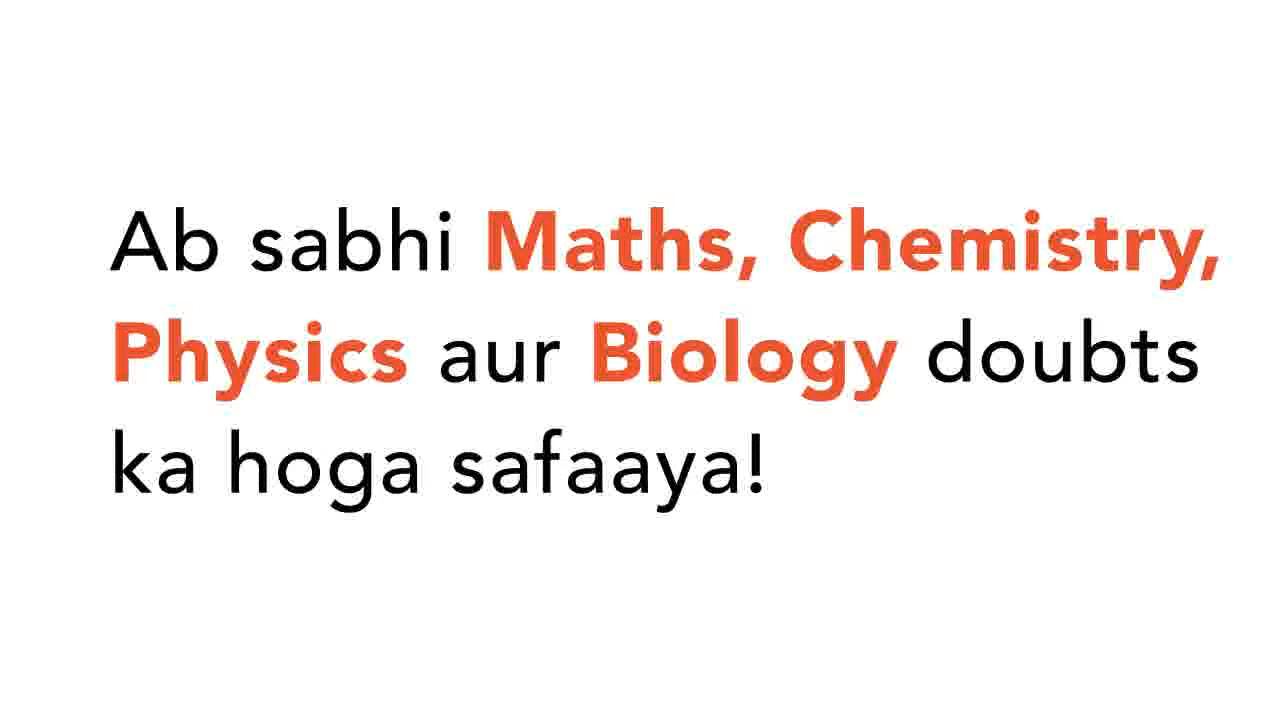 Ab sabhi Maths, Chemistry,
Physics aur Biology doubts
ka hoga safaaya!